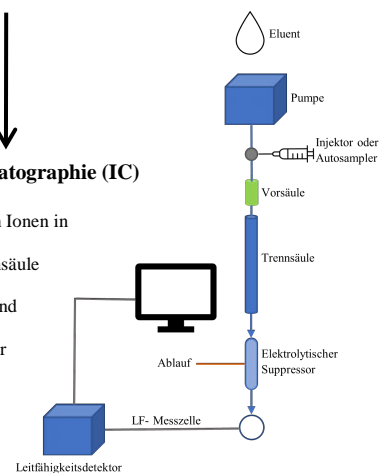 Eluent
Pumpe
Injektor oder
Autosampler
atographie (IC)
Vorsäule
Ionen in
säule
Trennsäule
nd
Elektrolytischer
Suppressor
Ablauf
LF- Messzelle
Leitfähigkeitsdetektor